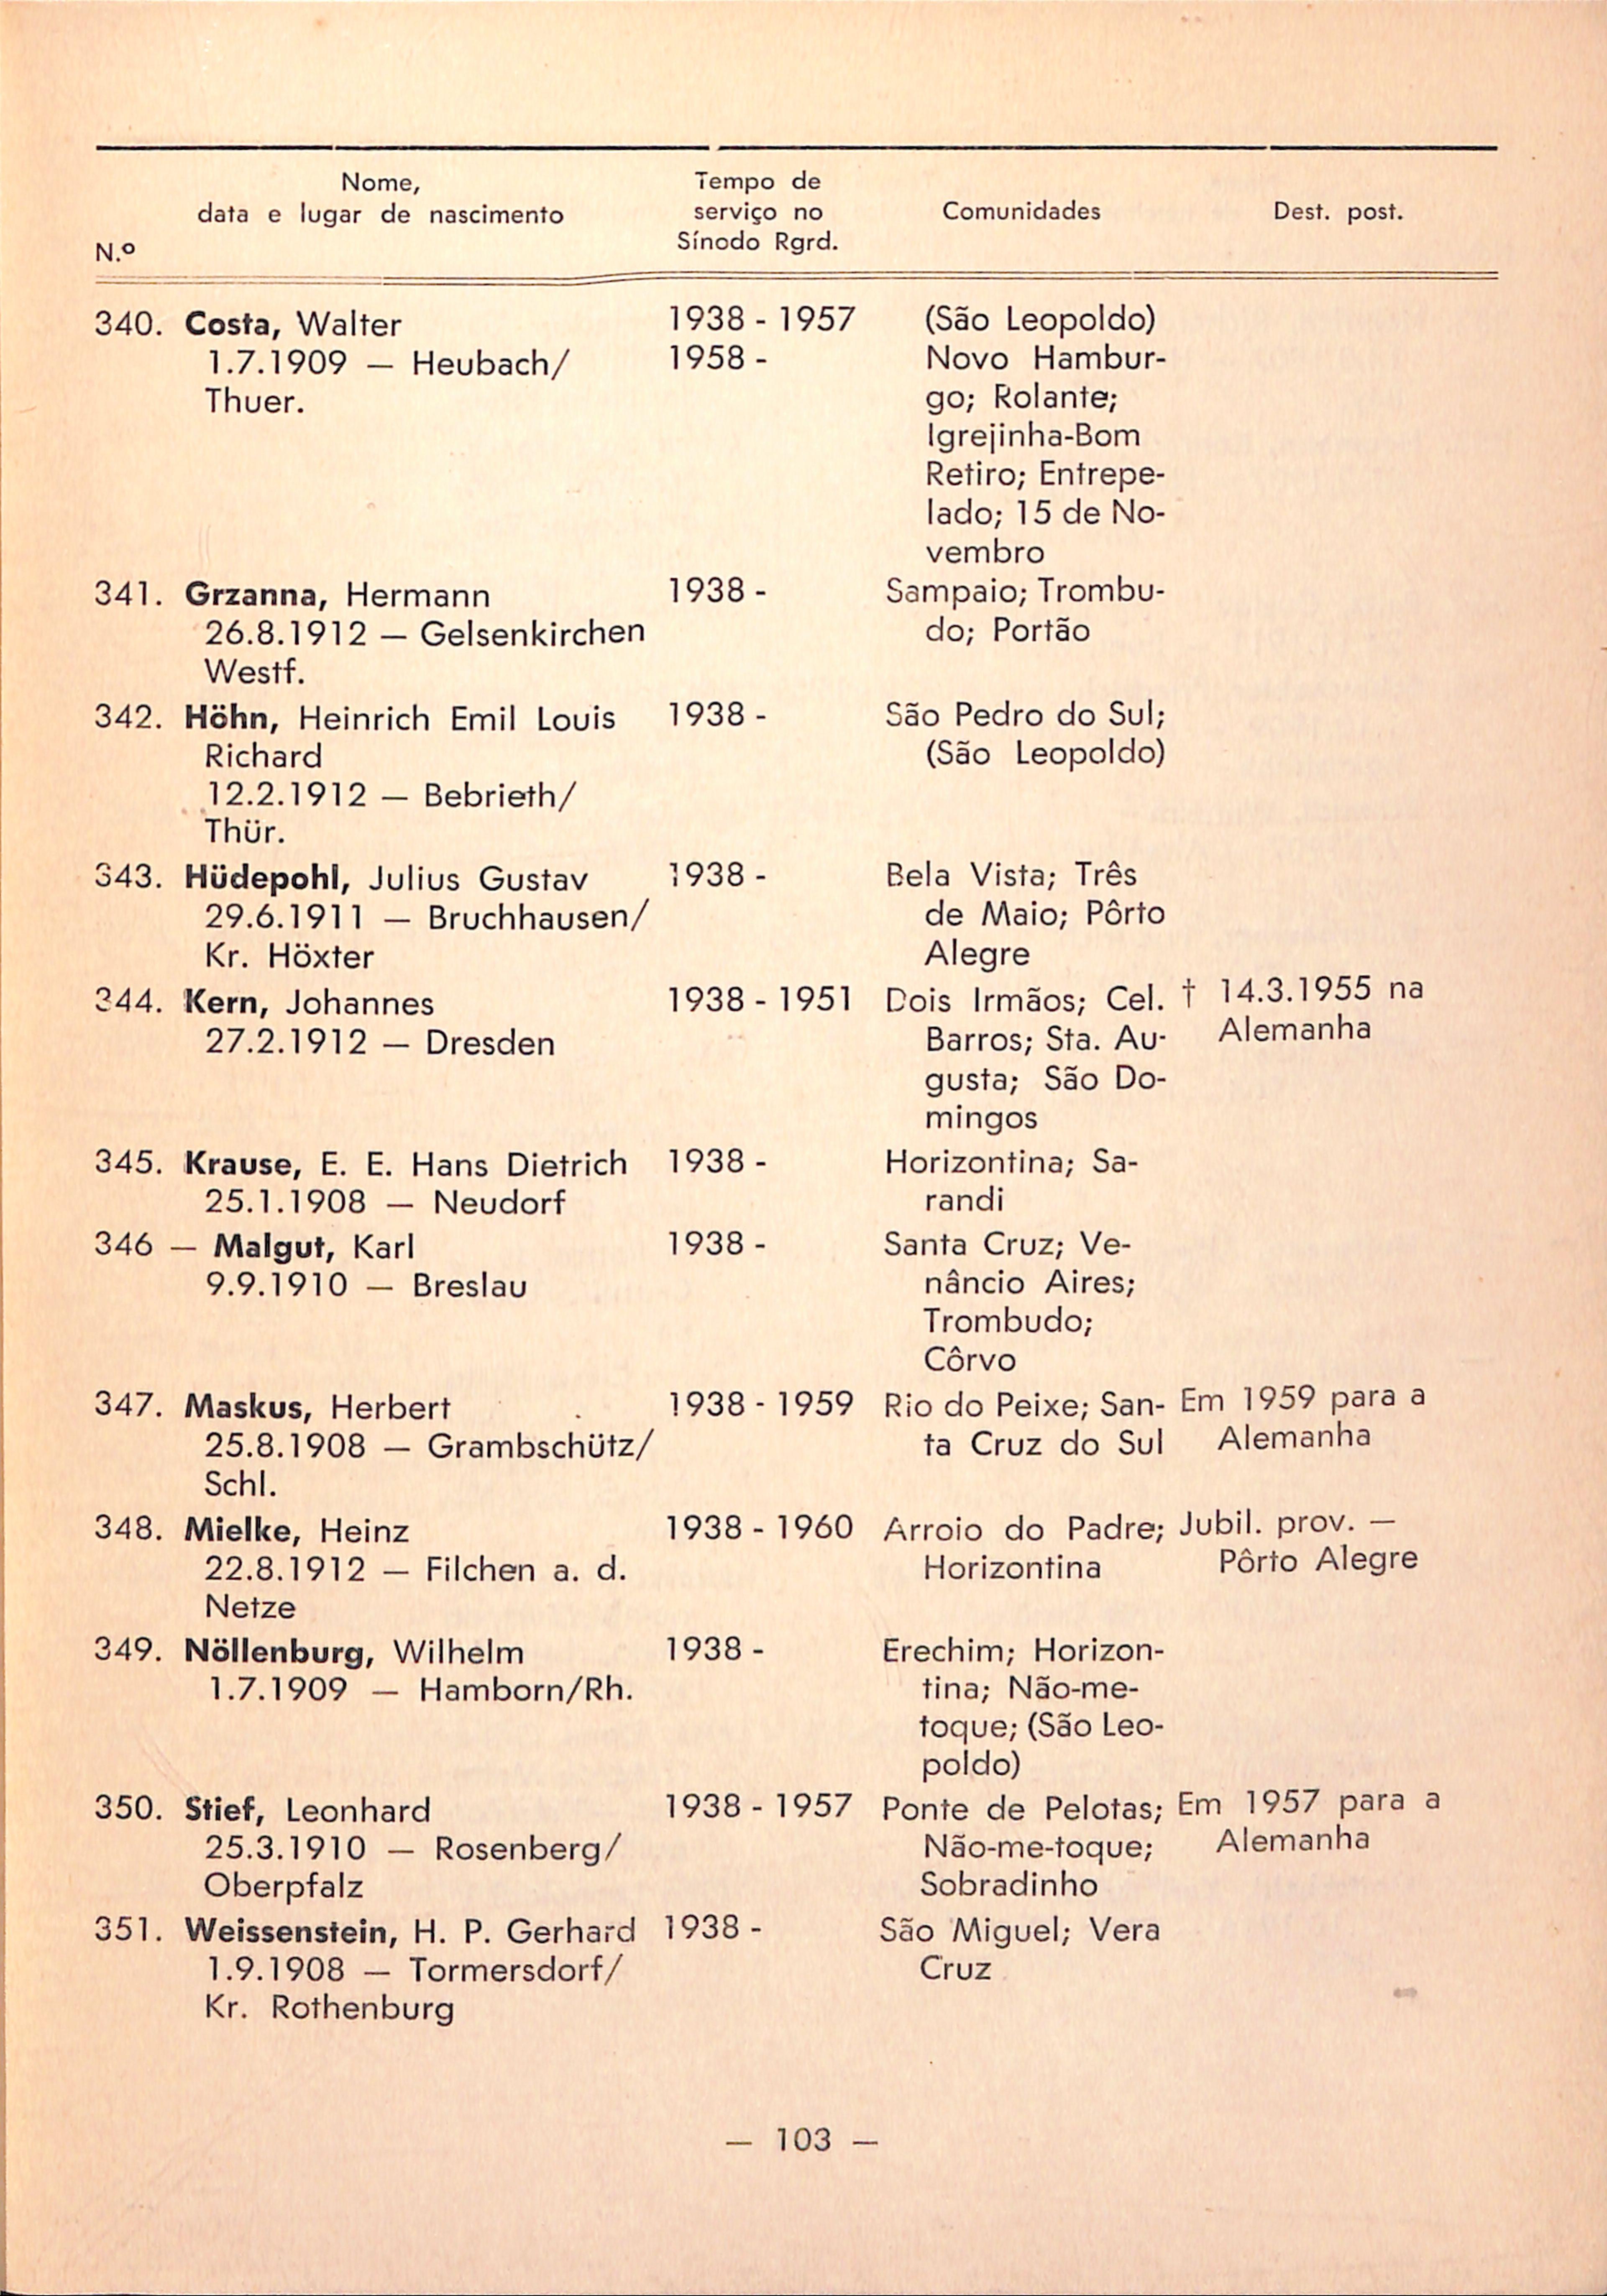 Nome,
data e lugar de nascimento
N.º
Tempo de
serviço no
Sínodo Rgrd.
Comunidades
Dest. post.
340. Costa, Walter 1938 - 1957 (São Leopoldo)
1.7.1909 — Heubach/ 1958 - Novo Hambur-
Thuer. go; Rolante;
Igrejinha-Bom
Retiro; Entrepe-
lado; 15 de No-
vembro
341. Grzanna, Hermann 1938 - Sampaio; Trombu-
26.8.1912 — Gelsenkirchen do; Portão
Westf.
342. Höhn, Heinrich Emil Louis 1938 - São Pedro do Sul;
Richard (São Leopoldo)
12.2.1912 — Bebrieth/
Thür.
343. Hüdepohl, Julius Gustav 1938 - Bela Vista; Três
29.6.1911 — Bruchhausen/ de Maio; Pôrto
Kr. Höxter Alegre
344. Kern, Johannes 1938 - 1951 Dois Irmãos; Cel. † 14.3.1955 na
27.2.1912 — Dresden Barros; Sta. Au- Alemanha
gusta; São Do-
mingos
345. Krause, E. E. Hans Dietrich 1938 - Horizontina; Sa-
25.1.1908 — Neudorf randi
346 — Malgut, Karl 1938 - Santa Cruz; Ve-
9.9.1910 — Breslau nâncio Aires;
Trombudo;
Côrvo
347. Maskus, Herbert 1938 - 1959 Rio do Peixe; San- Em 1959 para a
25.8.1908 — Grambschütz/ ta Cruz do Sul Alemanha
Schl.
348. Mielke, Heinz 1938 - 1960 Arroio do Padre; Jubil. prov. —
22.8.1912 — Filchen a. d. Horizontina Pôrto Alegre
Netze
349. Nöllenburg, Wilhelm 1938 - Erechim; Horizon-
1.7.1909 — Hamborn/Rh. tina; Não-me-
toque; (São Leo-
poldo)
350. Stief, Leonhard 1938 - 1957 Ponte de Pelotas; Em 1957 para a
25.3.1910 — Rosenberg/ Não-me-toque; Alemanha
Oberpfalz Sobradinho
351. Weissenstein, H. P. Gerhard 1938 - São Miguel; Vera
1.9.1908 — Tormersdorf/ Cruz
Kr. Rothenburg
— 103 —